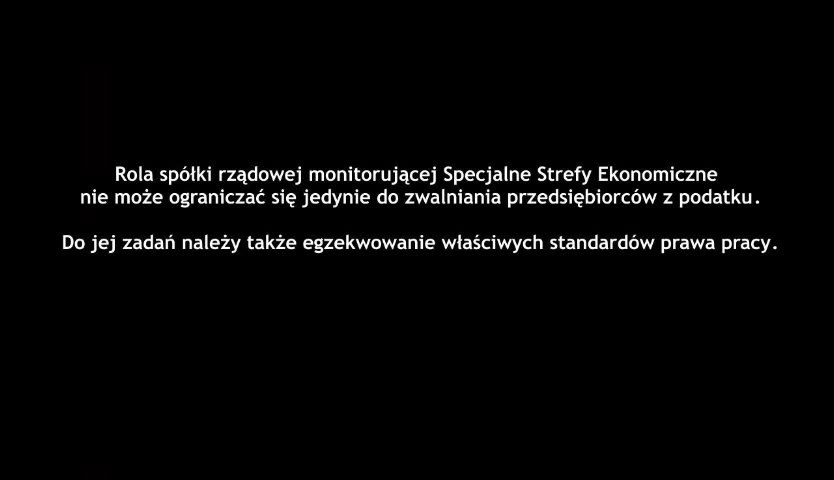 Rola spółki rządowej monitorującej Specjalne Strefy Ekonomiczne
nie może ograniczać się jedynie do zwalniania przedsiębiorców z podatku.
Do jej zadań należy także egzekwowanie właściwych standardów prawa pracy.